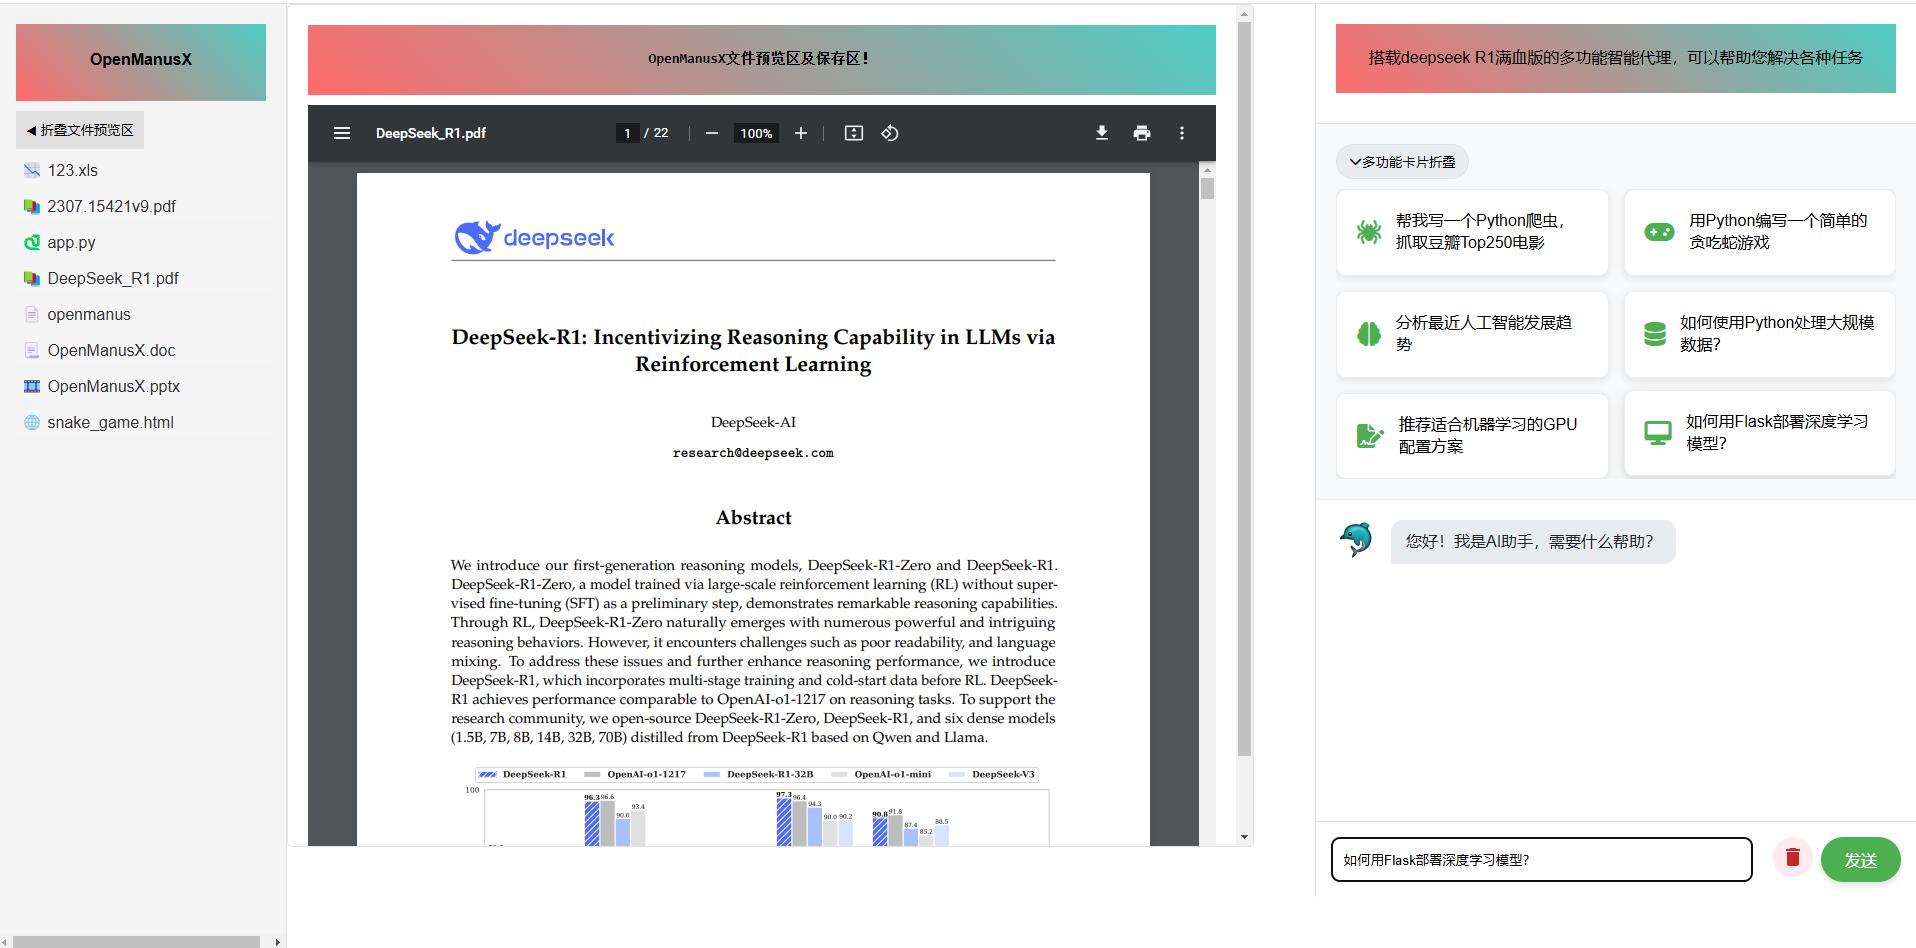 OpenManusX
◀ 折叠文件预览区
123.xls
2307.15421v9.pdf
app.py
DeepSeek_R1.pdf
openmanus
OpenManusX.doc
OpenManusX.pptx
snake_game.html
OpenManusX文件预览区及保存区！
DeepSeek_R1.pdf
1 / 22
100%
deepseek
DeepSeek-R1: Incentivizing Reasoning Capability in LLMs via
Reinforcement Learning
DeepSeek-AI
research@deepseek.com
Abstract
We introduce our first-generation reasoning models, DeepSeek-R1-Zero and DeepSeek-R1.
DeepSeek-R1-Zero, a model trained via large-scale reinforcement learning (RL) without super-
vised fine-tuning (SFT) as a preliminary step, demonstrates remarkable reasoning capabilities.
Through RL, DeepSeek-R1-Zero naturally emerges with numerous powerful and intriguing
reasoning behaviors. However, it encounters challenges such as poor readability, and language
mixing. To address these issues and further enhance reasoning performance, we introduce
DeepSeek-R1, which incorporates multi-stage training and cold-start data before RL. DeepSeek-
R1 achieves performance comparable to OpenAI-o1-1217 on reasoning tasks. To support the
research community, we open-source DeepSeek-R1-Zero, DeepSeek-R1, and six dense models
(1.5B, 7B, 8B, 14B, 32B, 70B) distilled from DeepSeek-R1 based on Qwen and Llama.
DeepSeek-R1 OpenAI-o1-1217 DeepSeek-R1-32B OpenAI-o1-mini DeepSeek-V3
100
96.3 96.6 90.6 93.4
97.3 96.4 94.3 90.0 90.2
90.8 91.8 87.4 85.2 88.5
搭载deepseek R1满血版的多功能智能代理，可以帮助您解决各种任务
多功能卡片折叠
帮我写一个Python爬虫，
抓取豆瓣Top250电影
用Python编写一个简单的
贪吃蛇游戏
分析最近人工智能发展趋
势
如何使用Python处理大规模
数据？
推荐适合机器学习的GPU
配置方案
如何用Flask部署深度学习
模型？
您好！我是AI助手，需要什么帮助？
如何用Flask部署深度学习模型？
发送